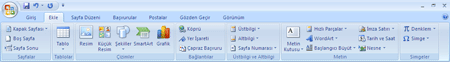 Giriş Ekle Sayfa Düzeni Başvurular Postalar Gözden Geçir Görünüm
Kapak Sayfası
Boş Sayfa
Sayfa Sonu
Sayfalar
Tablo
Tablolar
Resim
Küçük
Resim
Şekiller
SmartArt
Grafik
Çizimler
Köprü
Yer İşareti
Çapraz Başvuru
Bağlantılar
Üstbilgi
Altbilgi
Sayfa Numarası
Üstbilgi ve Altbilgi
Metin
Kutusu
Hızlı Parçalar
WordArt
Başlangıcı Büyüt
İmza Satırı
Tarih ve Saat
Nesne
Metin
Denklem
Simge
Simgeler